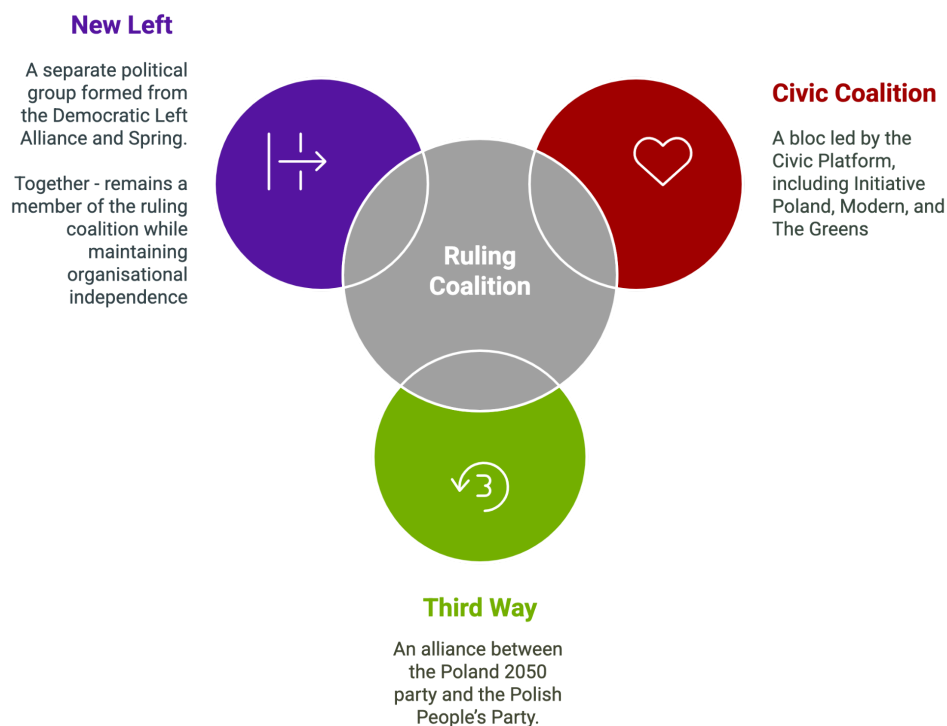 New Left
A separate political
group formed from
the Democratic Left
Alliance and Spring.
Together - remains a
member of the ruling
coalition while
maintaining
organisational
independence
Civic Coalition
A bloc led by the
Civic Platform,
including Initiative
Poland, Modern, and
The Greens
Ruling
Coalition
3
Third Way
An alliance between
the Poland 2050
party and the Polish
People's Party.